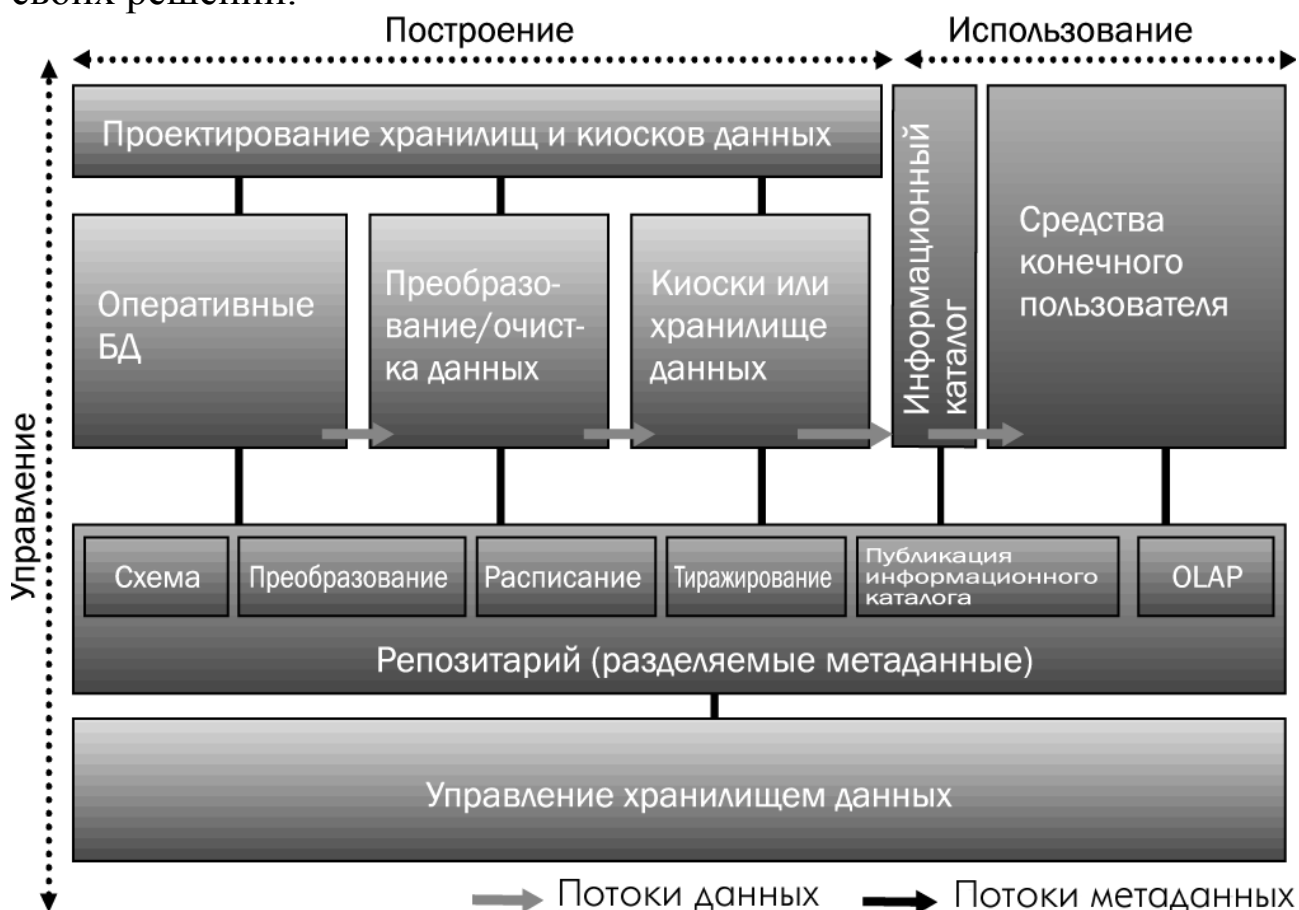 своих решений.
Построение
Использование
Управление
Проектирование хранилищ и киосков данных
Оперативные
БД
Преобразо-
вание/очист-
ка данных
Киоски или
хранилище
данных
Информационный
каталог
Средства
конечного
пользователя
Схема
Преобразование
Расписание
Тиражирование
Публикация
информационного
каталога
OLAP
Репозитарий (разделяемые метаданные)
Управление хранилищем данных
Потоки данных
Потоки метаданных